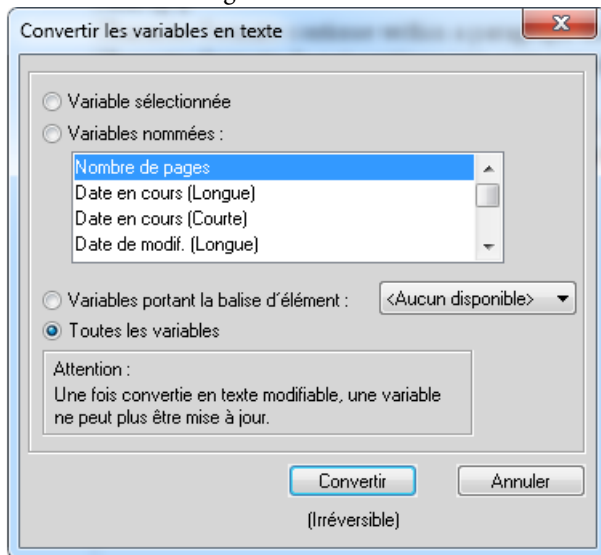 Convertir les variables en texte
Variable sélectionnée
Variables nommées :
Nombre de pages
Date en cours (Longue)
Date en cours (Courte)
Date de modif. (Longue)
Variables portant la balise d´élément : <Aucun disponible>
Toutes les variables
Attention :
Une fois convertie en texte modifiable, une variable
ne peut plus être mise à jour.
Convertir Annuler
(Irréversible)